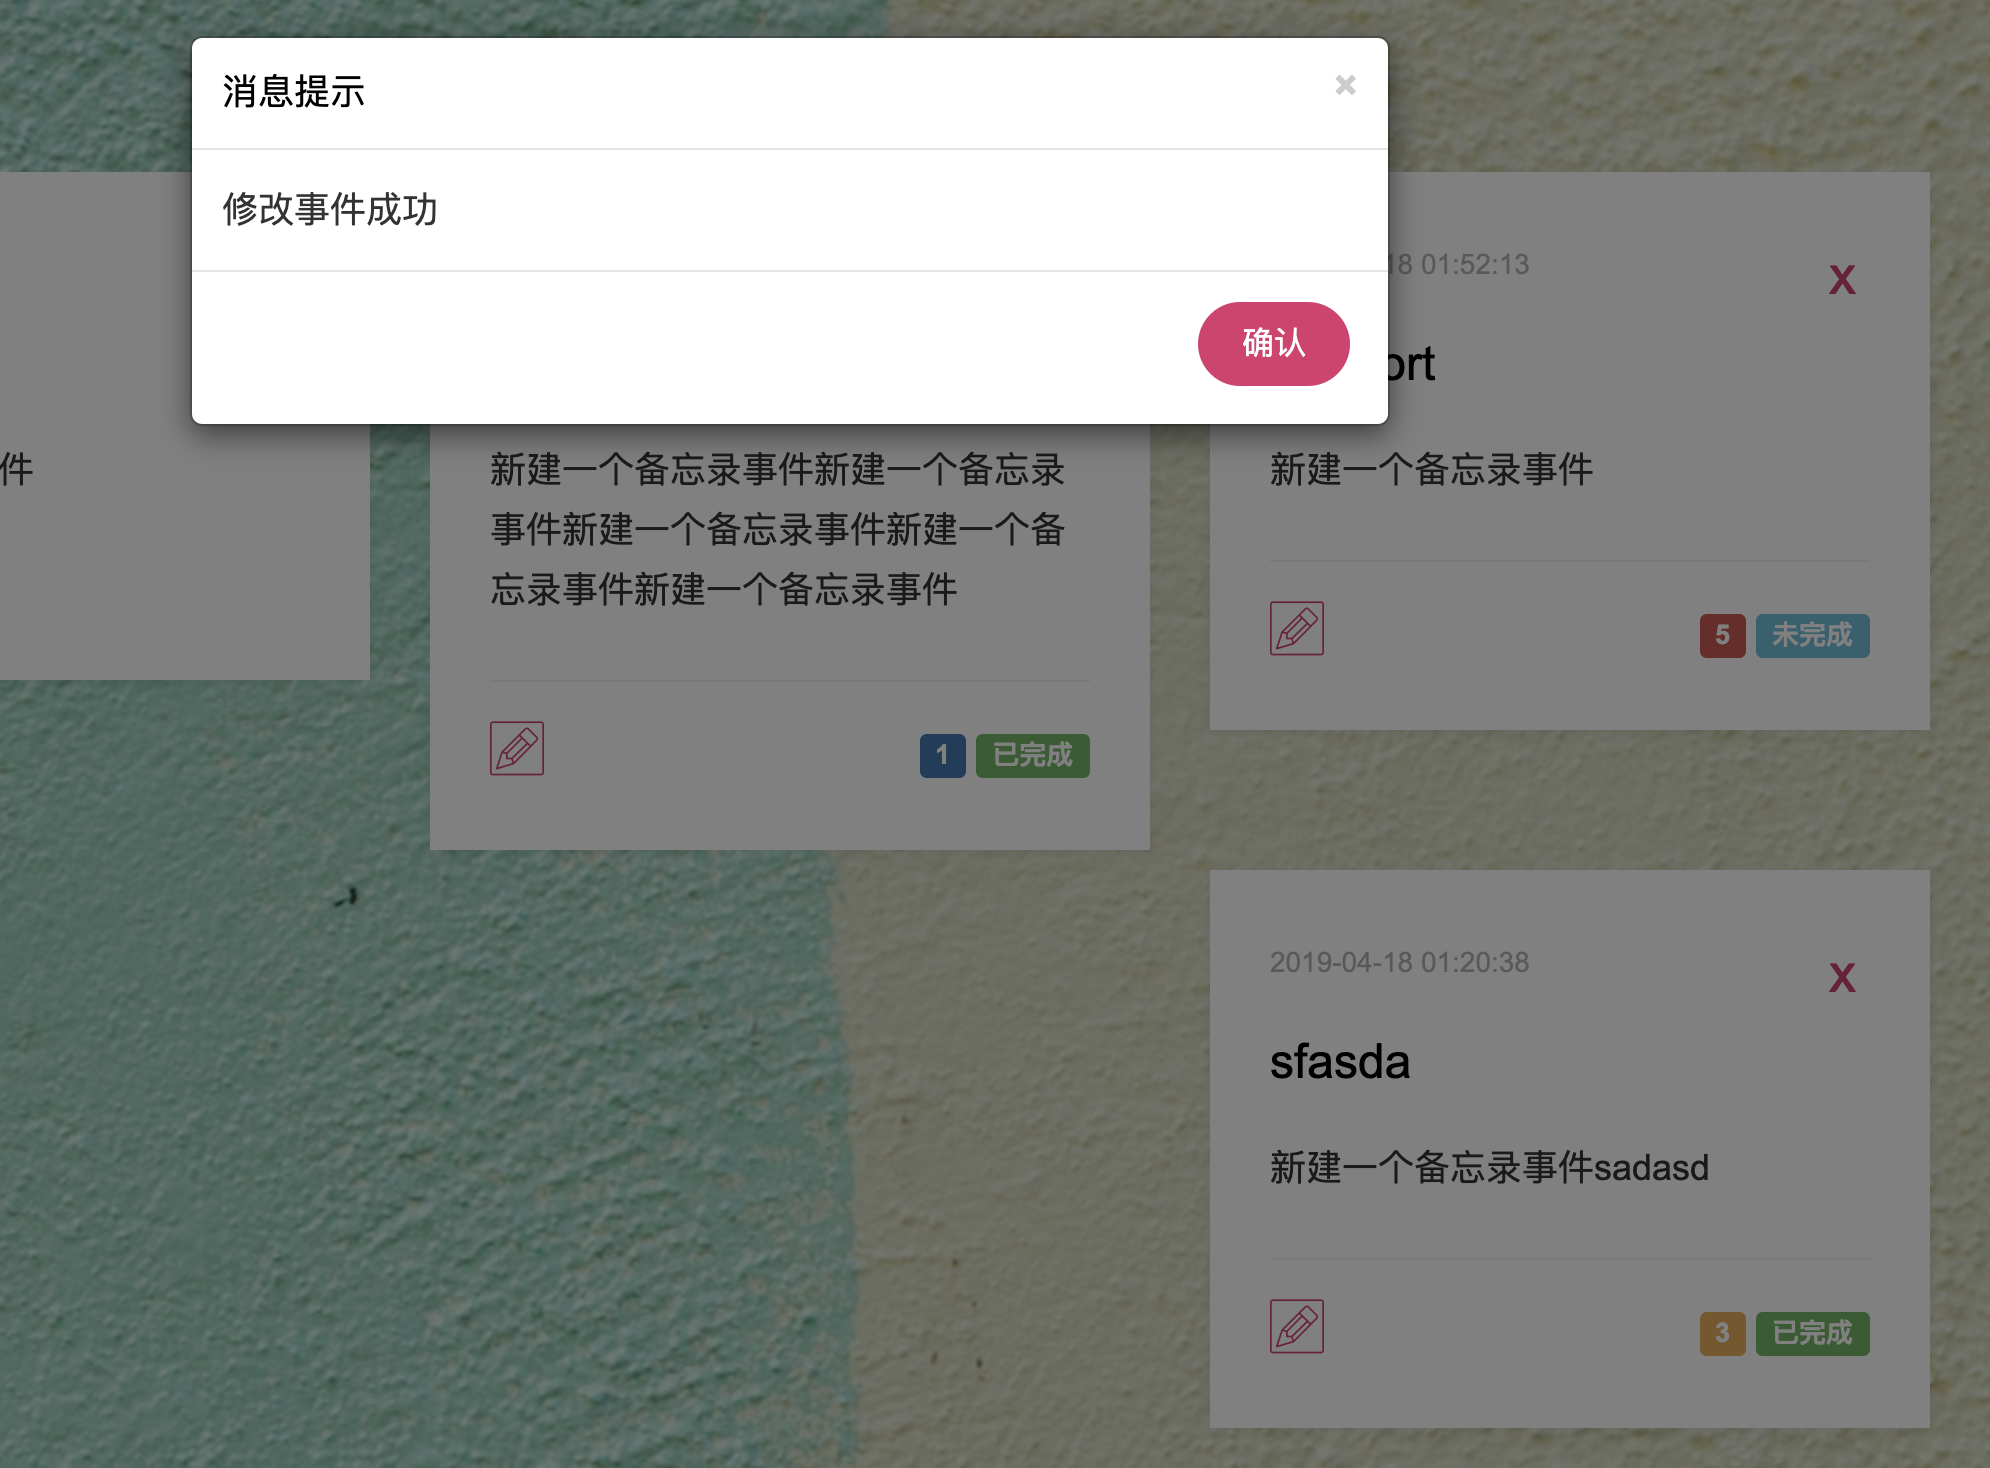 消息提示
×
修改事件成功
确认
件
新建一个备忘录事件新建一个备忘录
事件新建一个备忘录事件新建一个备
忘录事件新建一个备忘录事件
1 已完成
18 01:52:13
X
ort
新建一个备忘录事件
5 未完成
2019-04-18 01:20:38
X
sfasda
新建一个备忘录事件sadasd
3 已完成